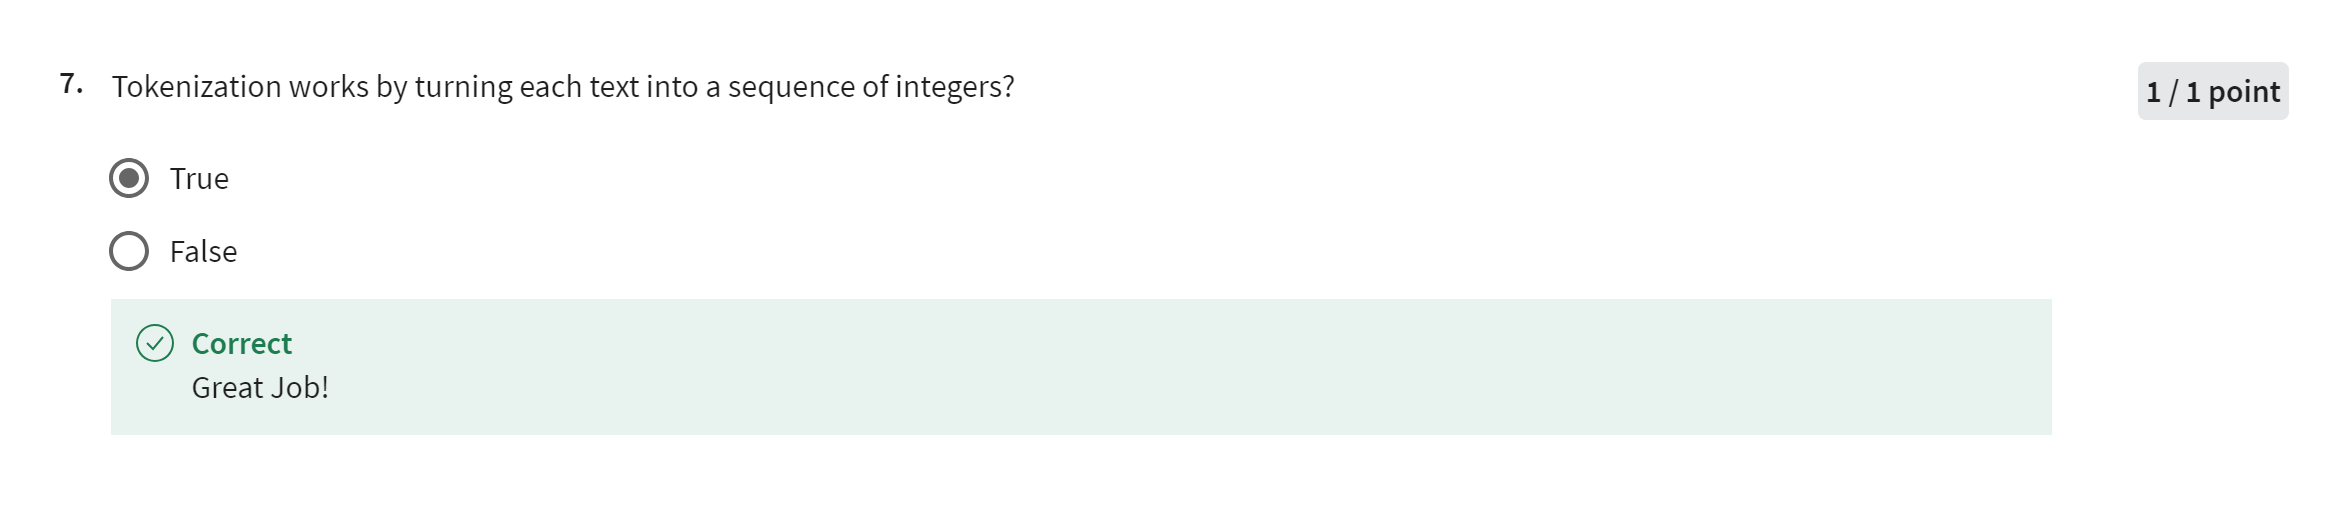 7. Tokenization works by turning each text into a sequence of integers?
1 / 1 point
True
False
Correct
Great Job!